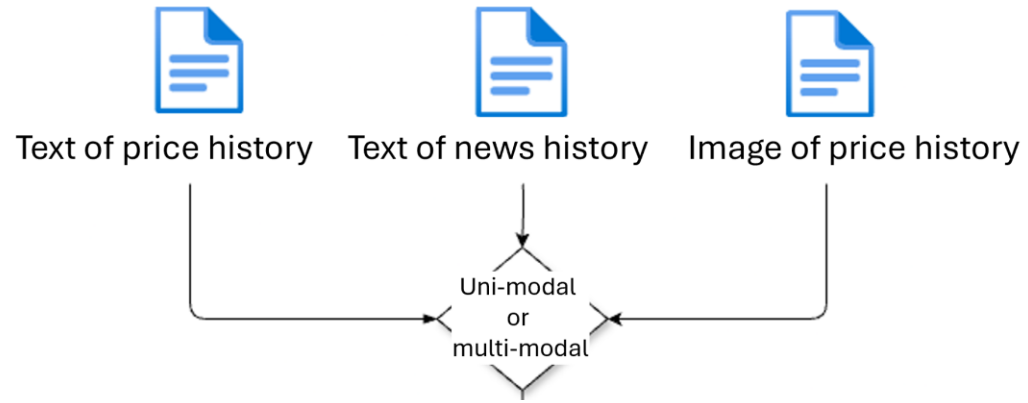 Text of price history
Text of news history
Image of price history
Uni-modal
or
multi-modal